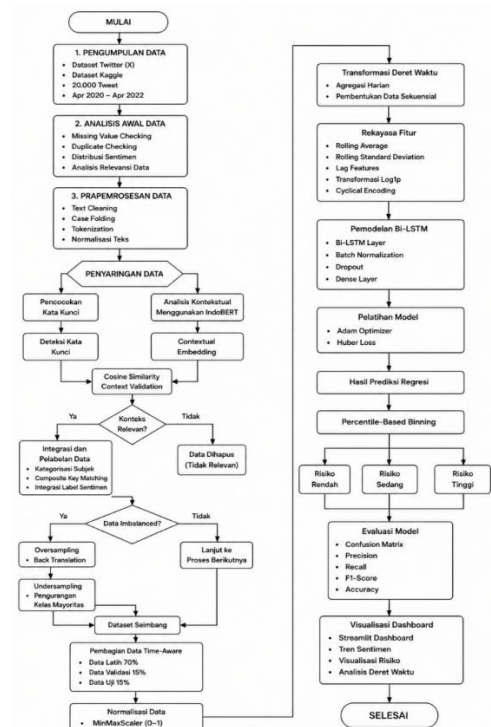 MULAI
1. PENGUMPULAN DATA
• Dataset Twitter (X)
• Dataset Kaggle
• 20.000 Tweet
• Apr 2020 – Apr 2022
2. ANALISIS AWAL DATA
• Missing Value Checking
• Duplicate Checking
• Distribusi Sentimen
• Analisis Relevansi Data
3. PRAPEMROSESAN DATA
• Text Cleaning
• Case Folding
• Tokenization
• Normalisasi Teks
PENYARINGAN DATA
Pencocokan
Kata Kunci
Analisis Kontekstual
Menggunakan IndoBERT
Deteksi Kata
Kunci
Contextual
Embedding
Cosine Similarity
Context Validation
Ya
Konteks
Relevan?
Tidak
Integrasi dan
Pelabelan Data
• Kategorisasi Subjek
• Composite Key Matching
• Integrasi Label Sentimen
Data Dihapus
(Tidak Relevan)
Ya
Data Imbalanced?
Tidak
Oversampling
• Back Translation
Lanjut ke
Proses Berikutnya
Undersampling
• Pengurangan
Kelas Mayoritas
Dataset Seimbang
Pembagian Data Time-Aware
• Data Latih 70%
• Data Validasi 15%
• Data Uji 15%
Normalisasi Data
• MinMaxScaler (0–1)
Transformasi Deret Waktu
• Agregasi Harian
• Pembentukan Data Sekuensial
Rekayasa Fitur
• Rolling Average
• Rolling Standard Deviation
• Lag Features
• Transformasi Log1p
• Cyclical Encoding
Pemodelan Bi-LSTM
• Bi-LSTM Layer
• Batch Normalization
• Dropout
• Dense Layer
Pelatihan Model
• Adam Optimizer
• Huber Loss
Hasil Prediksi Regresi
Percentile-Based Binning
Risiko
Rendah
Risiko
Sedang
Risiko
Tinggi
Evaluasi Model
• Confusion Matrix
• Precision
• Recall
• F1-Score
• Accuracy
Visualisasi Dashboard
• Streamlit Dashboard
• Tren Sentimen
• Visualisasi Risiko
• Analisis Deret Waktu
SELESAI